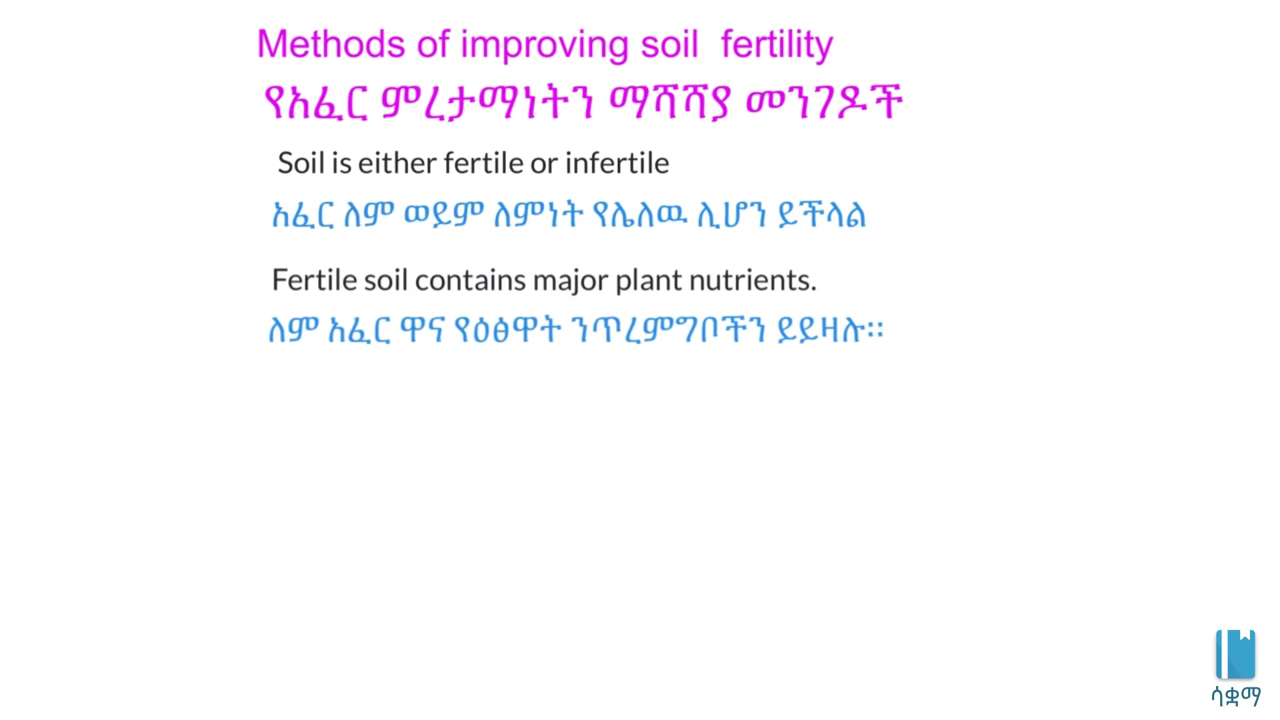 Methods of improving soil fertility
የአፈር ምረታማነትን ማሻሻያ መንገዶች
Soil is either fertile or infertile
አፈር ለም ወይም ለምነት የሌለዉ ሊሆን ይችላል
Fertile soil contains major plant nutrients.
ለም አፈር ዋና የዕፅዋት ንጥረምግቦችን ይይዛሉ፡፡
ሳቋማ